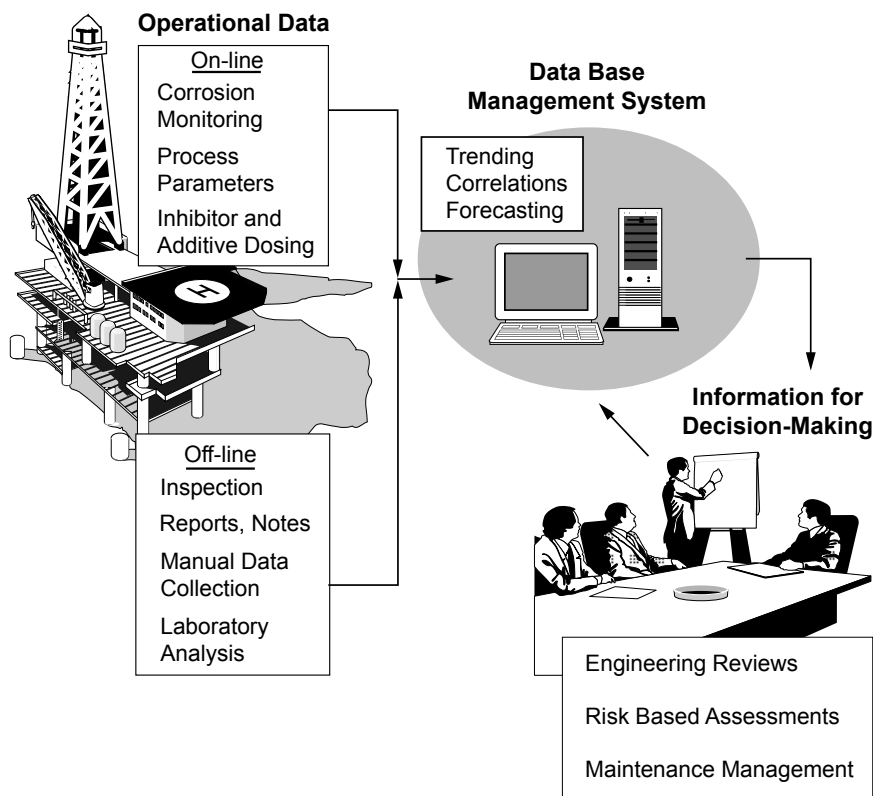 Operational Data
On-line
Corrosion
Monitoring
Process
Parameters
Inhibitor and
Additive Dosing
H
Off-line
Inspection
Reports, Notes
Manual Data
Collection
Laboratory
Analysis
Data Base
Management System
Trending
Correlations
Forecasting
Information for
Decision-Making
Engineering Reviews
Risk Based Assessments
Maintenance Management